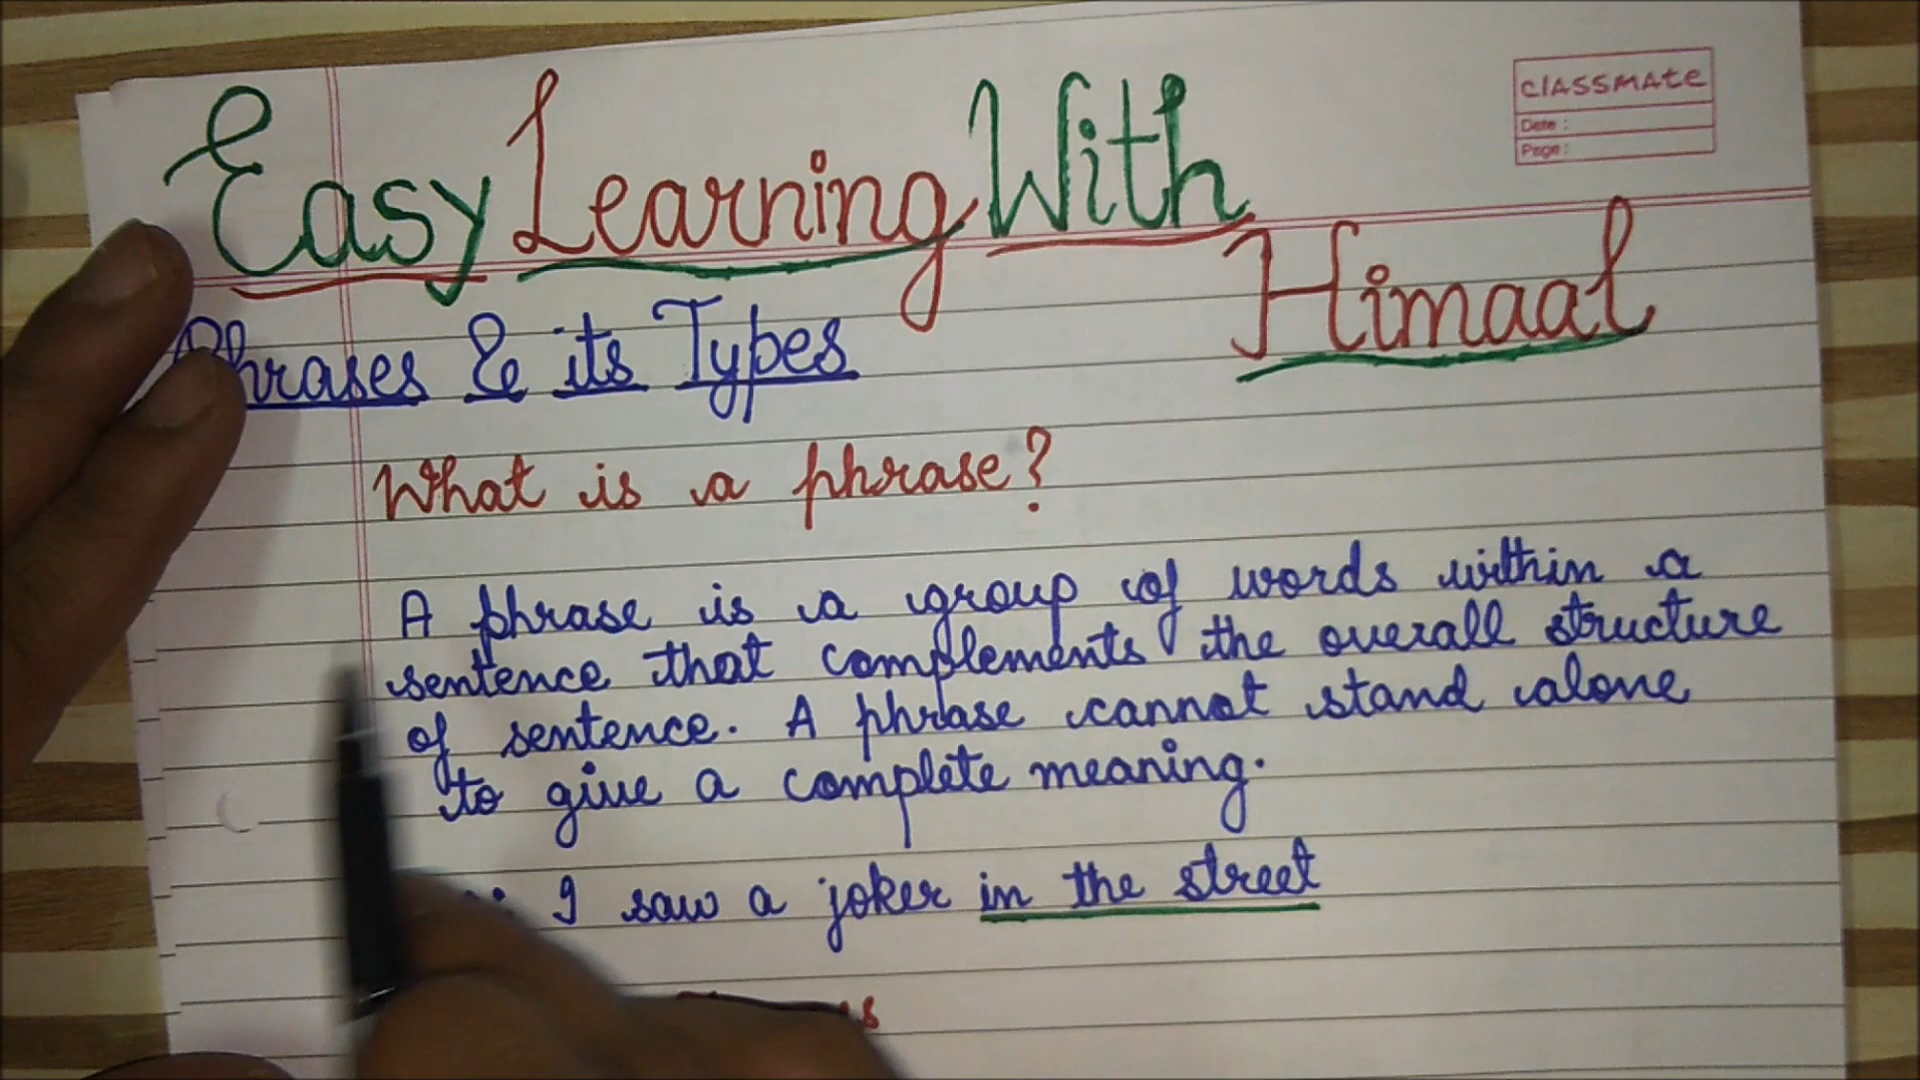 Easy Learning With
Himaal
classmate
Date :
Page :
Phrases & its Types
What is a phrase?
A phrase is a group of words within a
sentence that complements the overall structure
of sentence. A phrase cannot stand alone
to give a complete meaning.
I saw a joker in the street